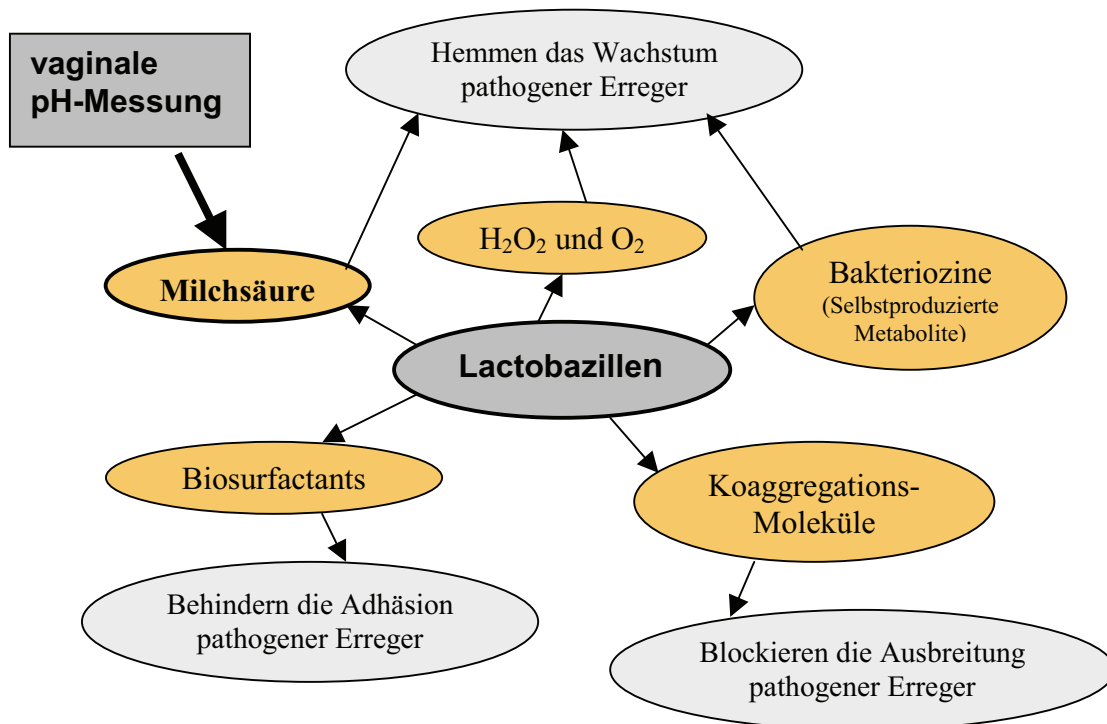 vaginale
pH-Messung
Hemmen das Wachstum
pathogener Erreger
H₂O₂ und O₂
Milchsäure
Bakteriozine
(Selbstproduzierte
Metabolite)
Lactobazillen
Biosurfactants
Koaggregations-
Moleküle
Behindern die Adhäsion
pathogener Erreger
Blockieren die Ausbreitung
pathogener Erreger